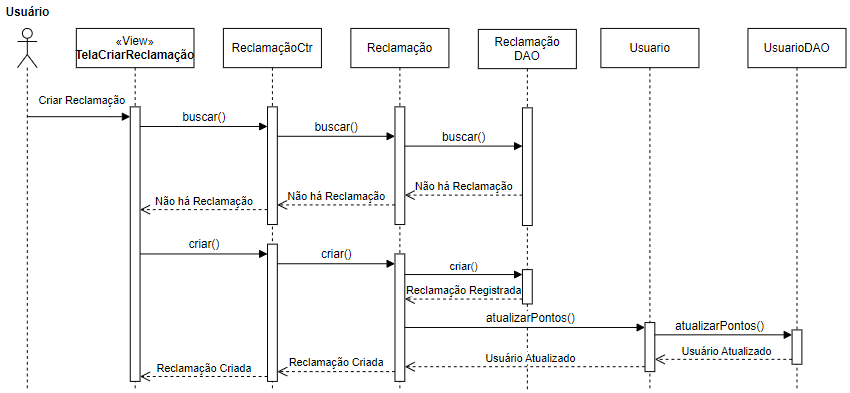 Usuário
«View»
TelaCriarReclamação
ReclamaçãoCtr
Reclamação
Reclamação
DAO
Usuario
UsuarioDAO
Criar Reclamação
buscar()
buscar()
buscar()
Não há Reclamação
Não há Reclamação
Não há Reclamação
criar()
criar()
criar()
Reclamação Registrada
atualizarPontos()
atualizarPontos()
Usuário Atualizado
Usuário Atualizado
Reclamação Criada
Reclamação Criada